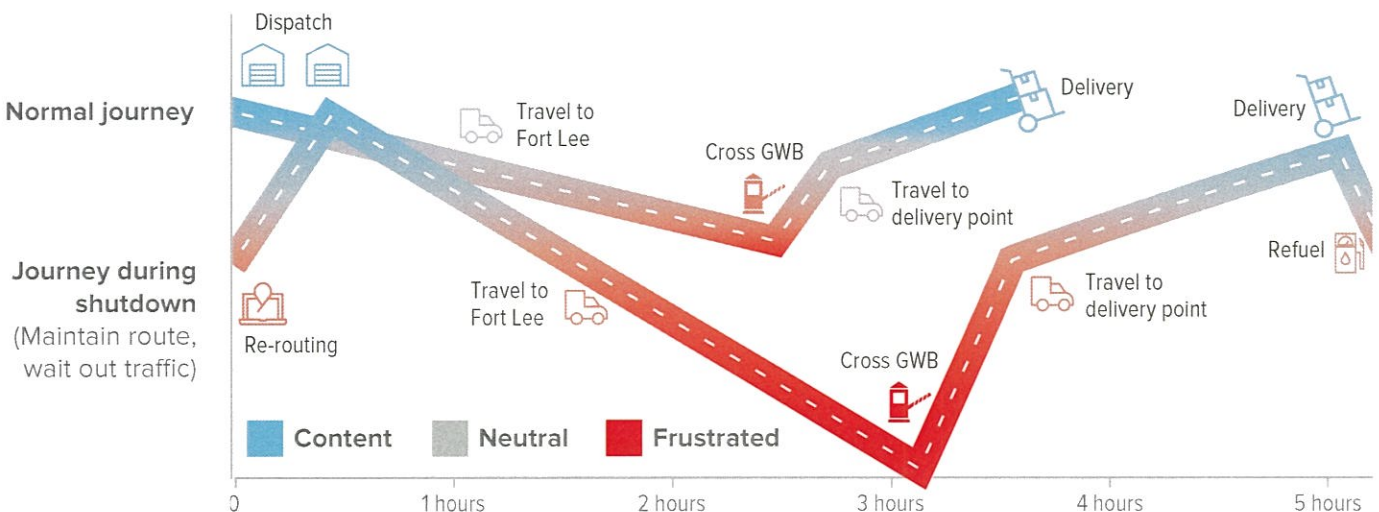 Dispatch
Normal journey
Travel to
Fort Lee
Cross GWB
Delivery
Travel to
delivery point
Delivery
Journey during
shutdown
(Maintain route,
wait out traffic)
Re-routing
Travel to
Fort Lee
Cross GWB
Travel to
delivery point
Refuel
Content
Neutral
Frustrated
0
1 hours
2 hours
3 hours
4 hours
5 hours